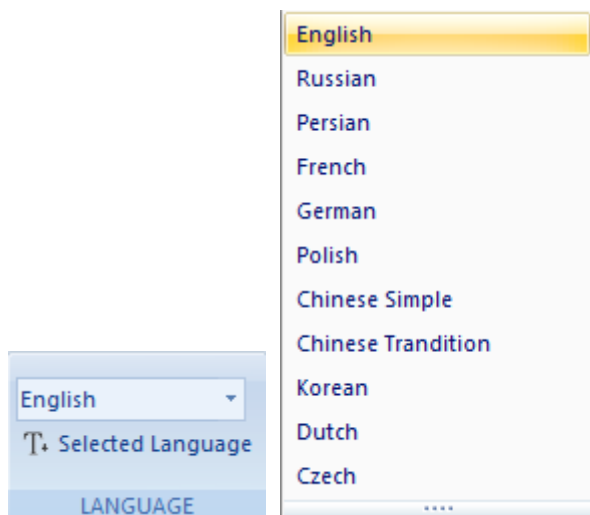 English
Selected Language
LANGUAGE
English
Russian
Persian
French
German
Polish
Chinese Simple
Chinese Trandition
Korean
Dutch
Czech